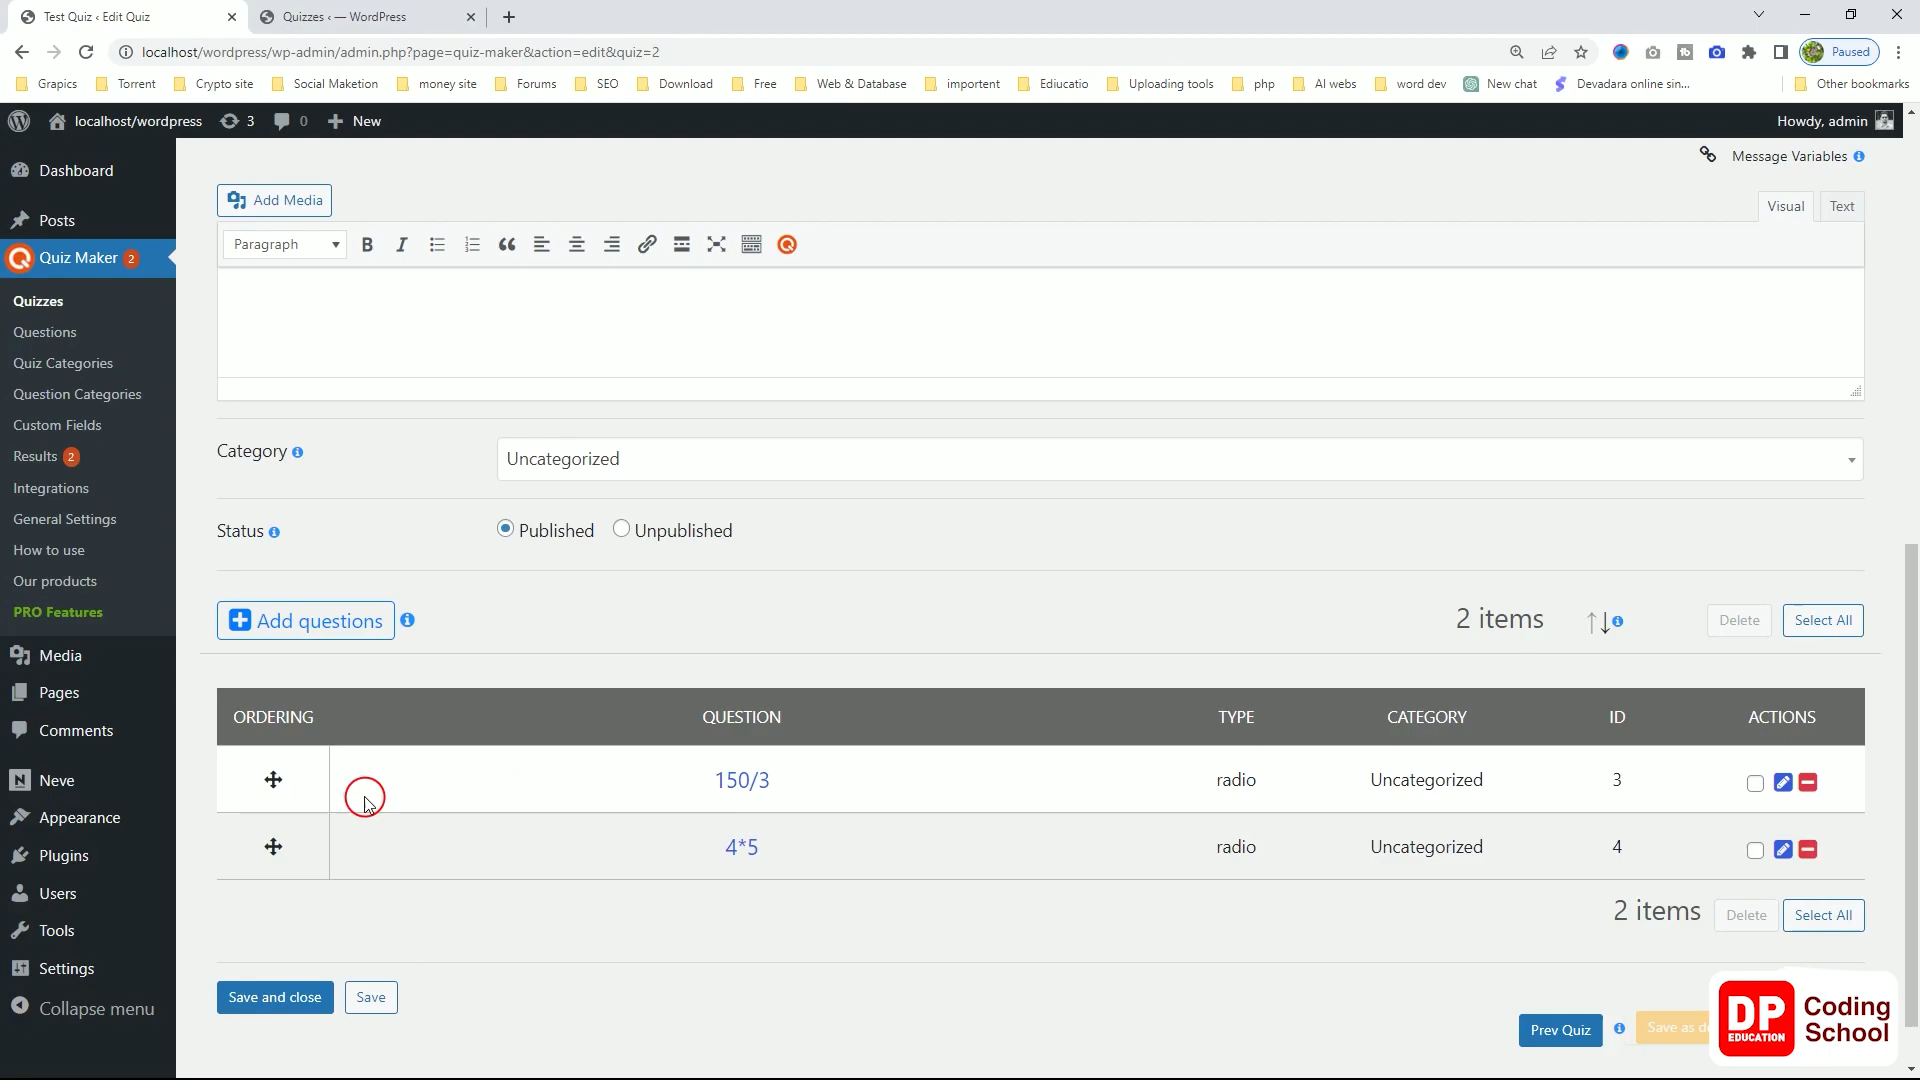 Test Quiz ‹ Edit Quiz
Quizzes ‹ — WordPress
localhost/wordpress/wp-admin/admin.php?page=quiz-maker&action=edit&quiz=2
Paused
Grapics
Torrent
Crypto site
Social Maketion
money site
Forums
SEO
Download
Free
Web & Database
importent
Educatio
Uploading tools
php
AI webs
word dev
New chat
Devadara online sin...
Other bookmarks
localhost/wordpress
3
0
New
Howdy, admin
Dashboard
Posts
Quiz Maker 2
Quizzes
Questions
Quiz Categories
Question Categories
Custom Fields
Results 2
Integrations
General Settings
How to use
Our products
PRO Features
Media
Pages
Comments
Neve
Appearance
Plugins
Users
Tools
Settings
Collapse menu
Message Variables
Add Media
Visual Text
Paragraph
Category
Uncategorized
Status
Published Unpublished
Add questions
2 items
Delete
Select All
ORDERING QUESTION TYPE CATEGORY ID ACTIONS
150/3 radio Uncategorized 3
4*5 radio Uncategorized 4
2 items
Delete
Select All
Save and close
Save
Prev Quiz
DP
EDUCATION
Coding
School